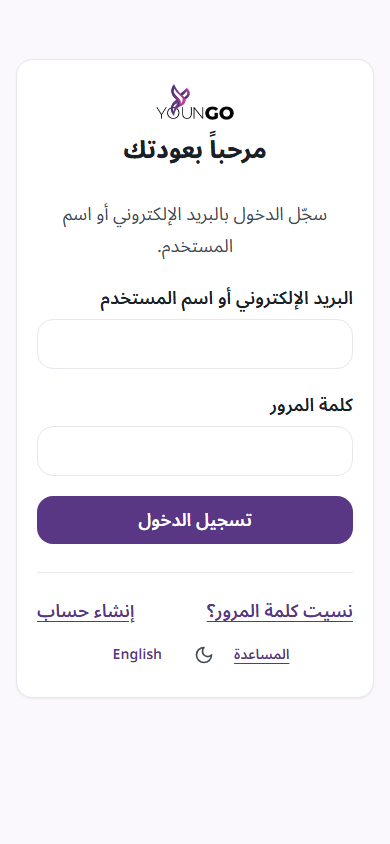 YOUNGO
مرحباً بعودتك
سجّل الدخول بالبريد الإلكتروني أو اسم
المستخدم.
البريد الإلكتروني أو اسم المستخدم
كلمة المرور
تسجيل الدخول
نسيت كلمة المرور؟ إنشاء حساب
المساعدة English